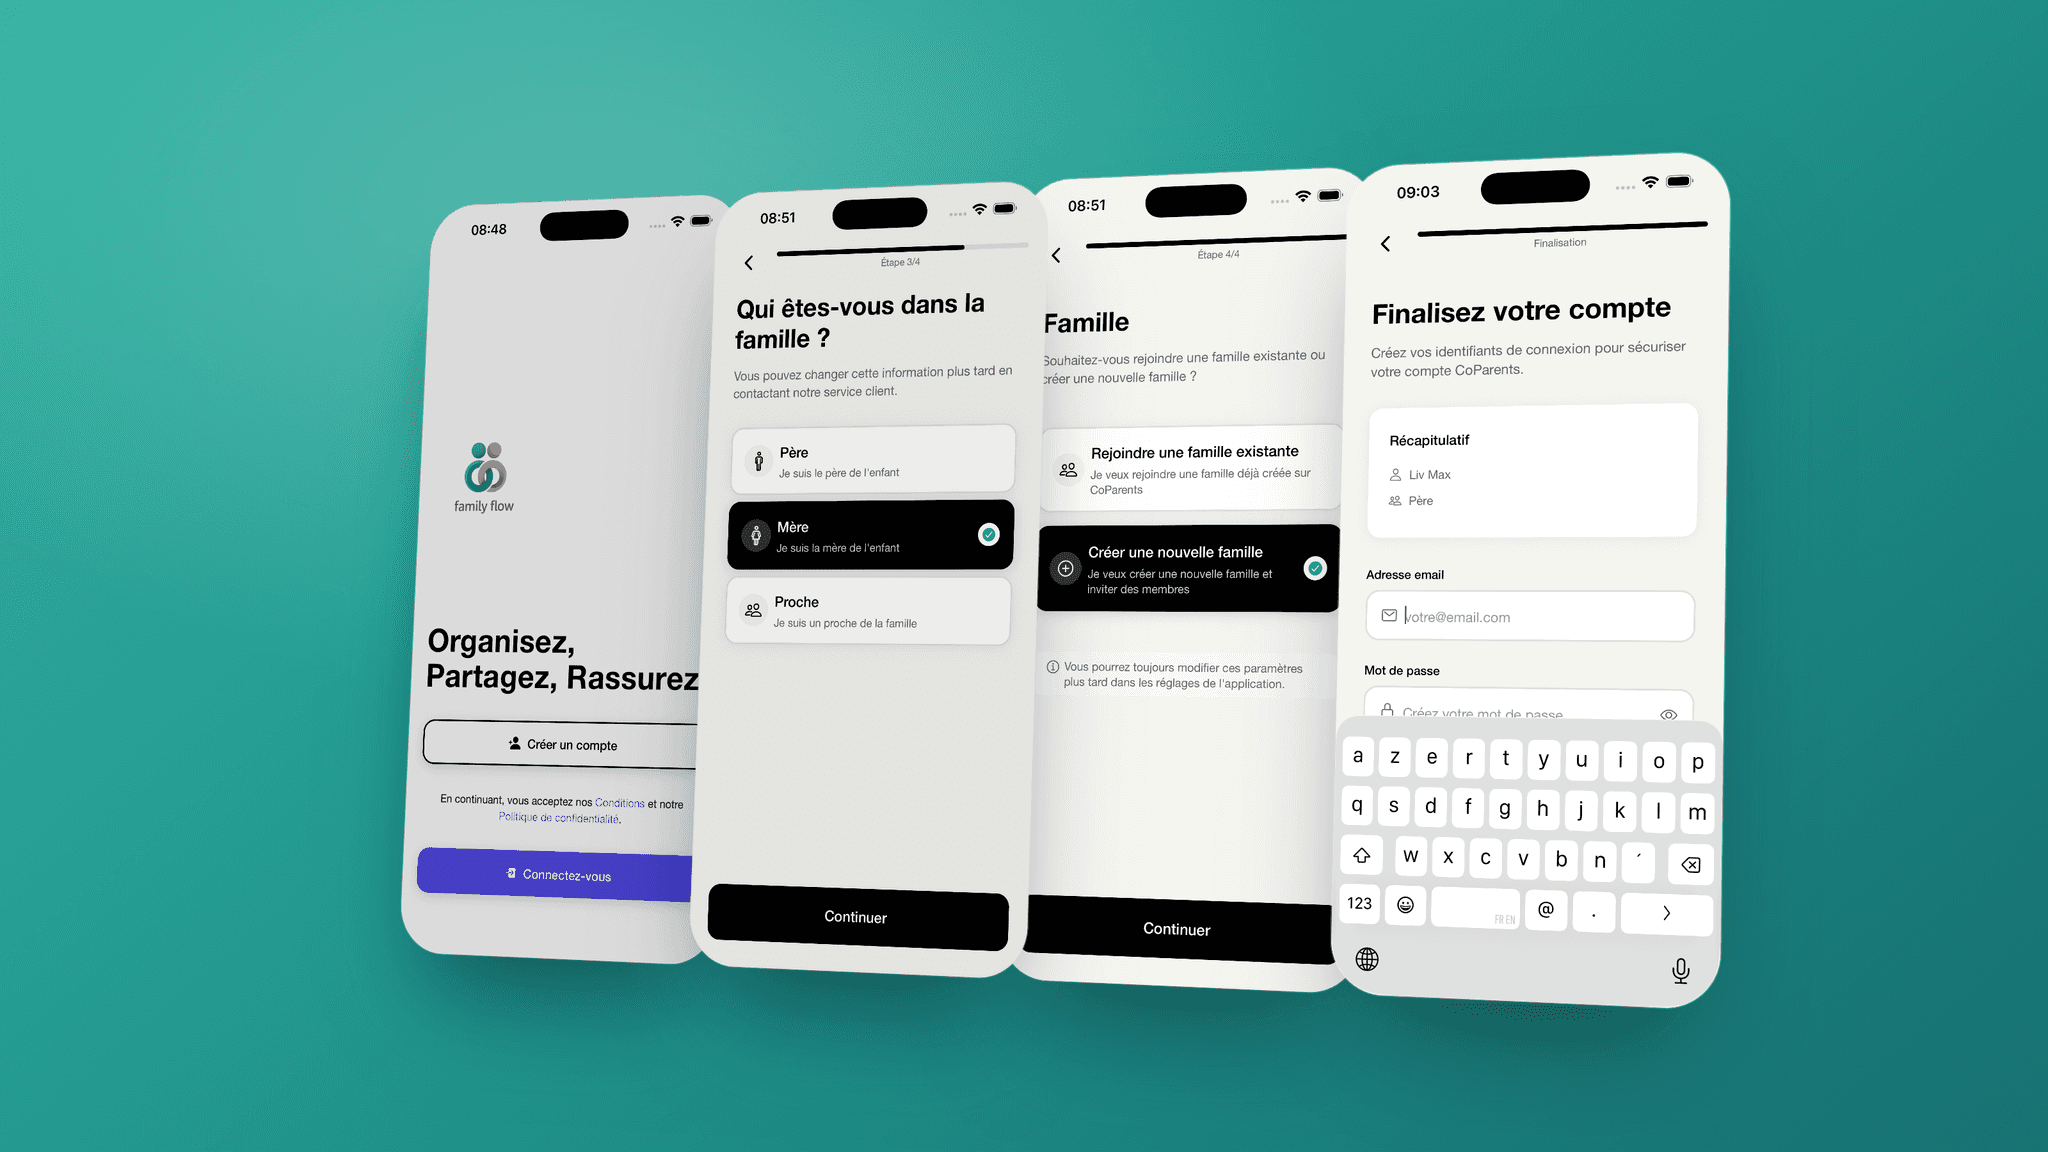 08:48
family flow
Organisez,
Partagez, Rassurez
Créer un compte
En continuant, vous acceptez nos Conditions et notre
Politique de confidentialité.
Connectez-vous
08:51
Étape 3/4
Qui êtes-vous dans la
famille ?
Vous pouvez changer cette information plus tard en
contactant notre service client.
Père
Je suis le père de l'enfant
Mère
Je suis la mère de l'enfant
Proche
Je suis un proche de la famille
Continuer
08:51
Étape 4/4
Famille
Souhaitez-vous rejoindre une famille existante ou
créer une nouvelle famille ?
Rejoindre une famille existante
Je veux rejoindre une famille déjà créée sur
CoParents
Créer une nouvelle famille
Je veux créer une nouvelle famille et
inviter des membres
Vous pourrez toujours modifier ces paramètres
plus tard dans les réglages de l'application.
Continuer
09:03
Finalisation
Finalisez votre compte
Créez vos identifiants de connexion pour sécuriser
votre compte CoParents.
Récapitulatif
Liv Max
Père
Adresse email
votre@email.com
Mot de passe
Créez votre mot de passe
a z e r t y u i o p
q s d f g h j k l m
w x c v b n ´
123 FR EN @ .